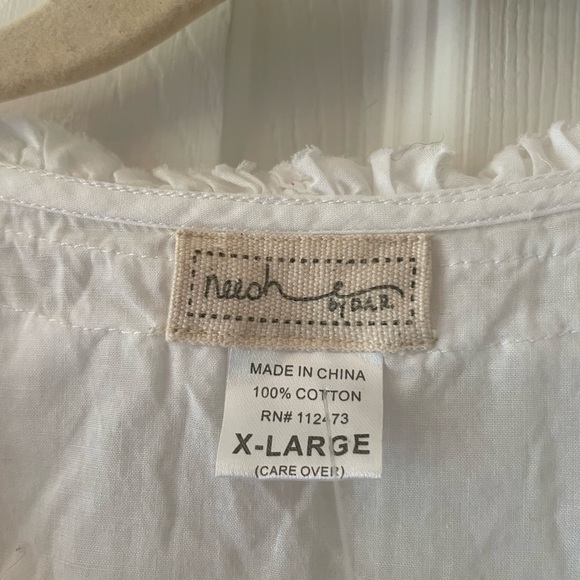 neesh
by D.A.R.
MADE IN CHINA
100% COTTON
RN# 112473
X-LARGE
(CARE OVER)